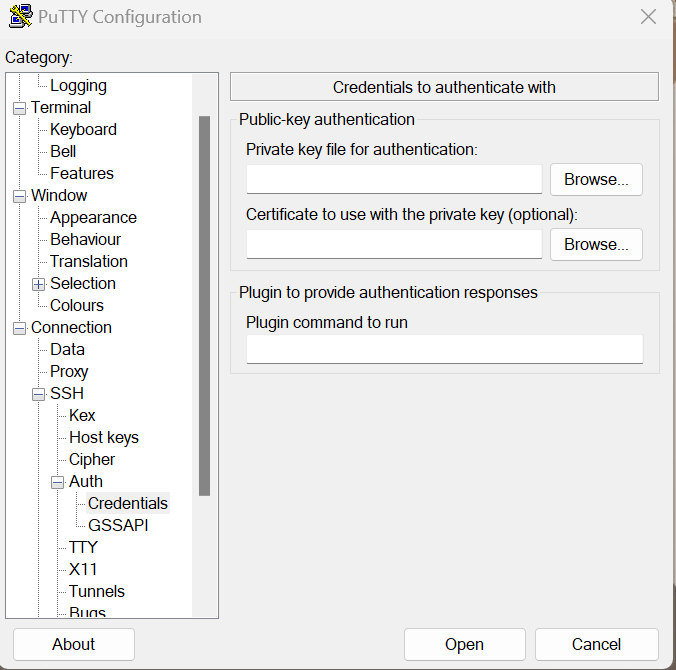 PuTTY Configuration
Category:
Logging
Terminal
Keyboard
Bell
Features
Window
Appearance
Behaviour
Translation
Selection
Colours
Connection
Data
Proxy
SSH
Kex
Host keys
Cipher
Auth
Credentials
GSSAPI
TTY
X11
Tunnels
Bugs
Credentials to authenticate with
Public-key authentication
Private key file for authentication:
Browse...
Certificate to use with the private key (optional):
Browse...
Plugin to provide authentication responses
Plugin command to run
About
Open
Cancel